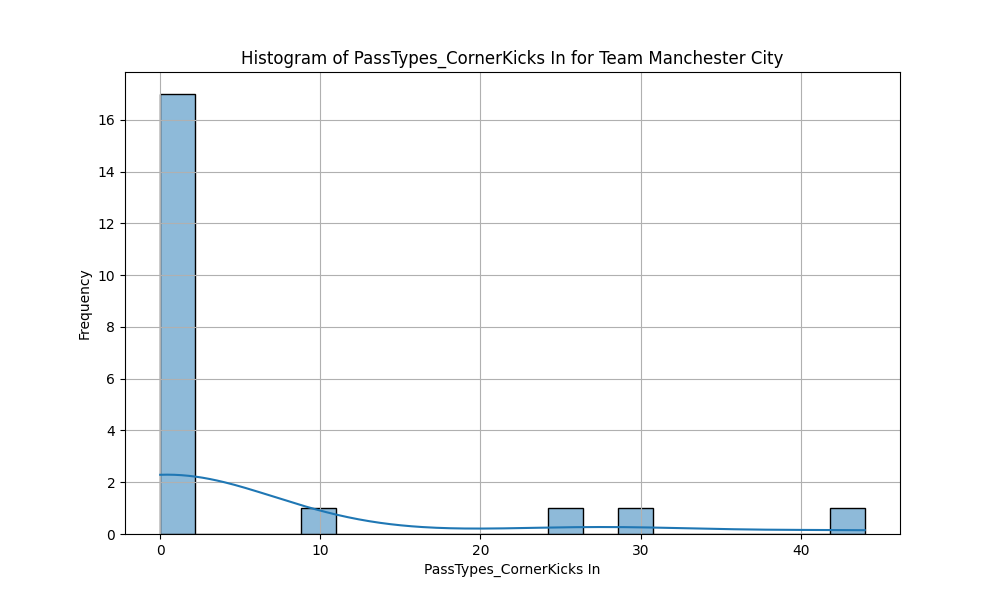 Histogram of PassTypes_CornerKicks In for Team Manchester City
Frequency
16
14
12
10
8
6
4
2
0
0 10 20 30 40
PassTypes_CornerKicks In